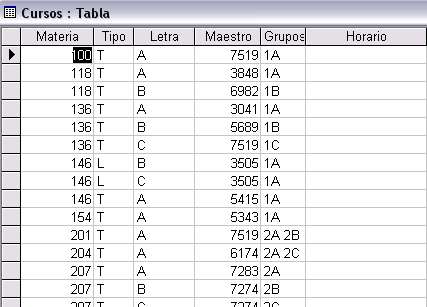 Cursos : Tabla
Materia Tipo Letra Maestro Grupos Horario
100 T A 7519 1A
118 T A 3848 1A
118 T B 6982 1B
136 T A 3041 1A
136 T B 5689 1B
136 T C 7519 1C
146 L B 3505 1A
146 L C 3505 1A
146 T A 5415 1A
154 T A 5343 1A
201 T A 7519 2A 2B
204 T A 6174 2A 2C
207 T A 7283 2A
207 T B 7274 2B
207 T C 7274 2C